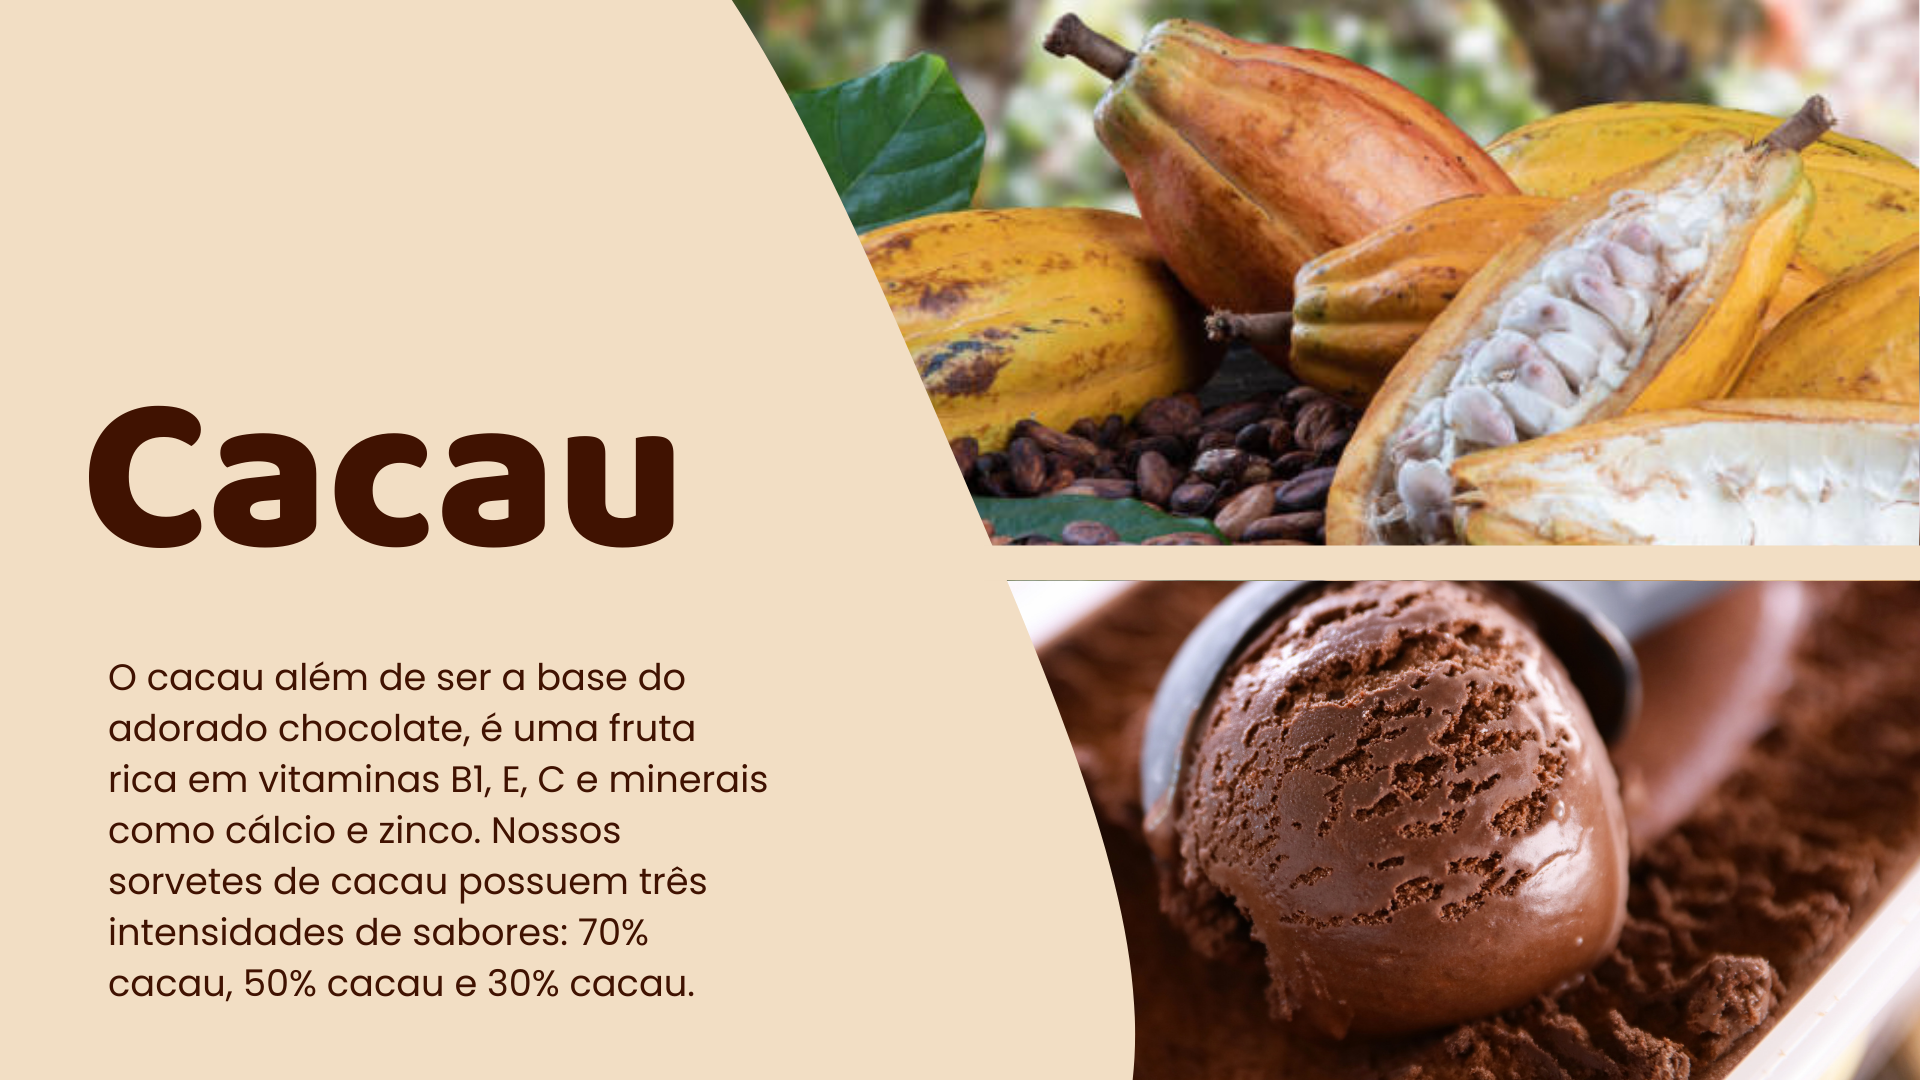 Cacau
O cacau além de ser a base do
adorado chocolate, é uma fruta
rica em vitaminas B1, E, C e minerais
como cálcio e zinco. Nossos
sorvetes de cacau possuem três
intensidades de sabores: 70%
cacau, 50% cacau e 30% cacau.